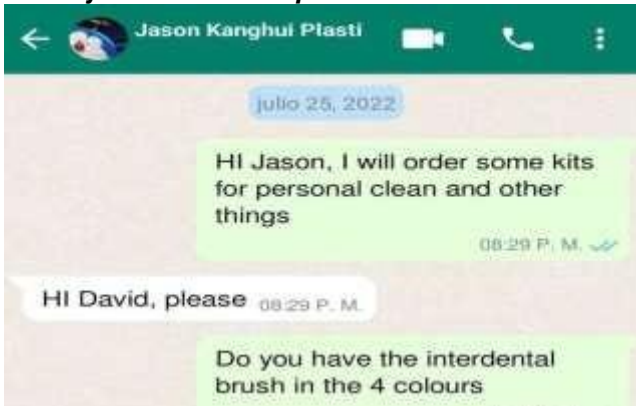 Jason Kanghui Plasti
julio 25, 2022
HI Jason, I will order some kits
for personal clean and other
things
08:29 P. M.
HI David, please 08:29 P. M.
Do you have the interdental
brush in the 4 colours